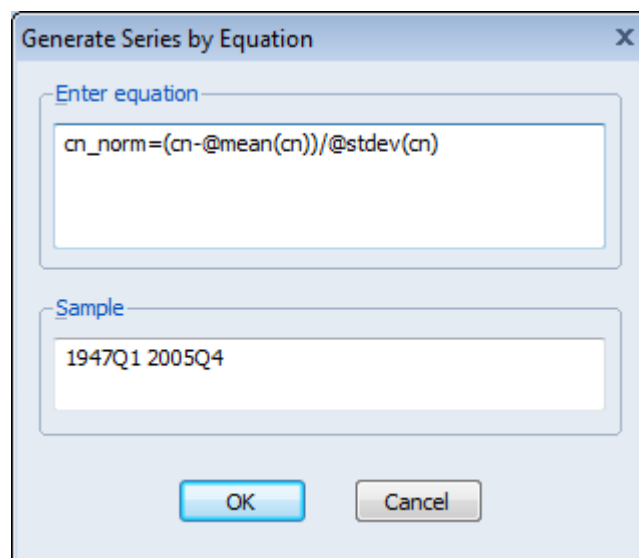 Generate Series by Equation
Enter equation
cn_norm=(cn-@mean(cn))/@stdev(cn)
Sample
1947Q1 2005Q4
OK
Cancel